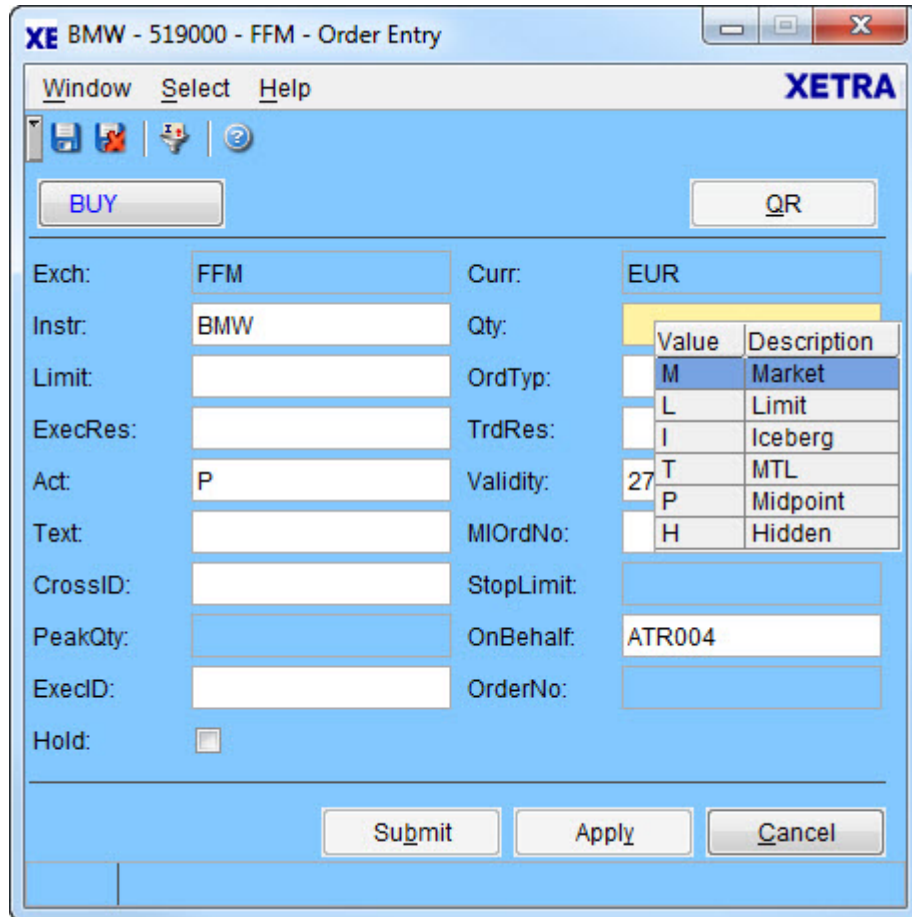 XE BMW - 519000 - FFM - Order Entry
Window Select Help XETRA
BUY QR
Exch: FFM Curr: EUR
Instr: BMW Qty:
Value Description
Limit: OrdTyp: M Market
L Limit
ExecRes: TrdRes: I Iceberg
Act: P Validity: 27 T MTL
P Midpoint
Text: MIOrdNo: H Hidden
CrossID: StopLimit:
PeakQty: OnBehalf: ATR004
ExecID: OrderNo:
Hold:
Submit Apply Cancel